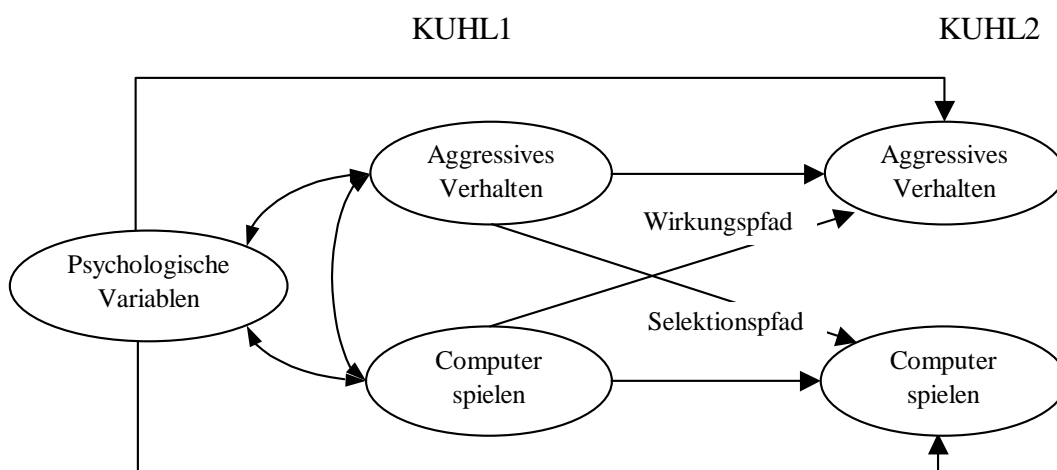 KUHL1
KUHL2
Aggressives
Verhalten
Aggressives
Verhalten
Wirkungspfad
Psychologische
Variablen
Selektionspfad
Computer
spielen
Computer
spielen